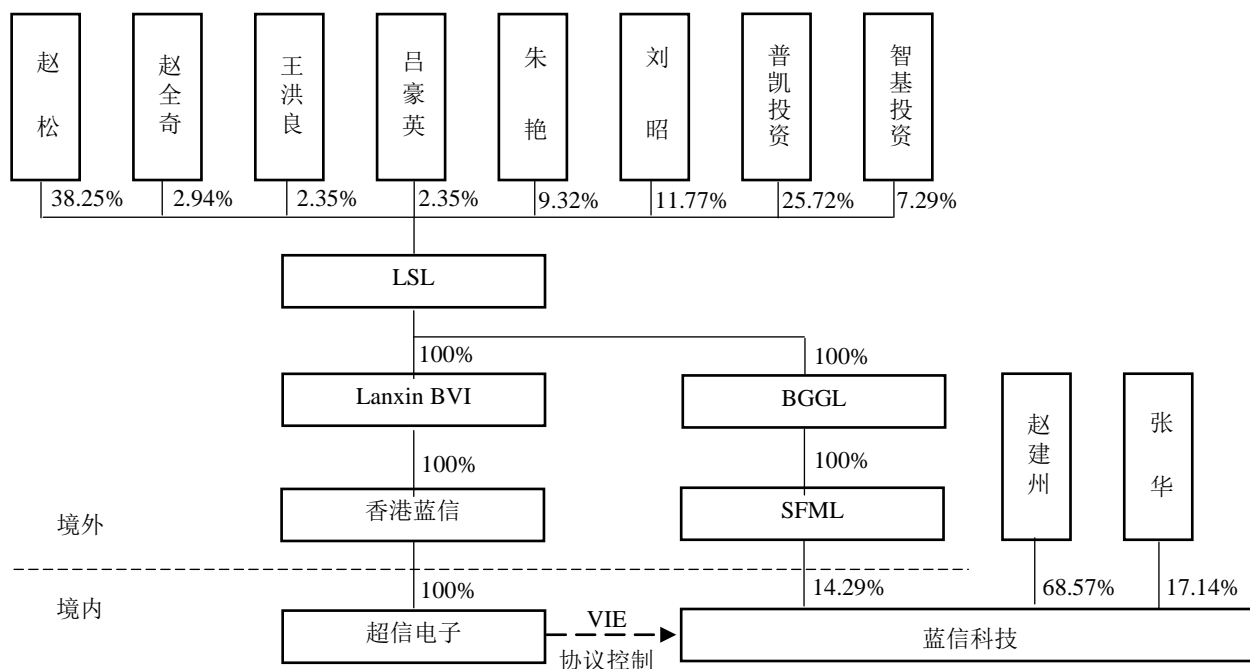 赵松
赵全奇
王洪良
吕豪英
朱艳
刘昭
普凯投资
智基投资
38.25%
2.94%
2.35%
2.35%
9.32%
11.77%
25.72%
7.29%
LSL
100%
100%
Lanxin BVI
BGGL
赵建州
张华
100%
100%
香港蓝信
SFML
境外
境内
100%
14.29%
68.57%
17.14%
超信电子
VIE
协议控制
蓝信科技